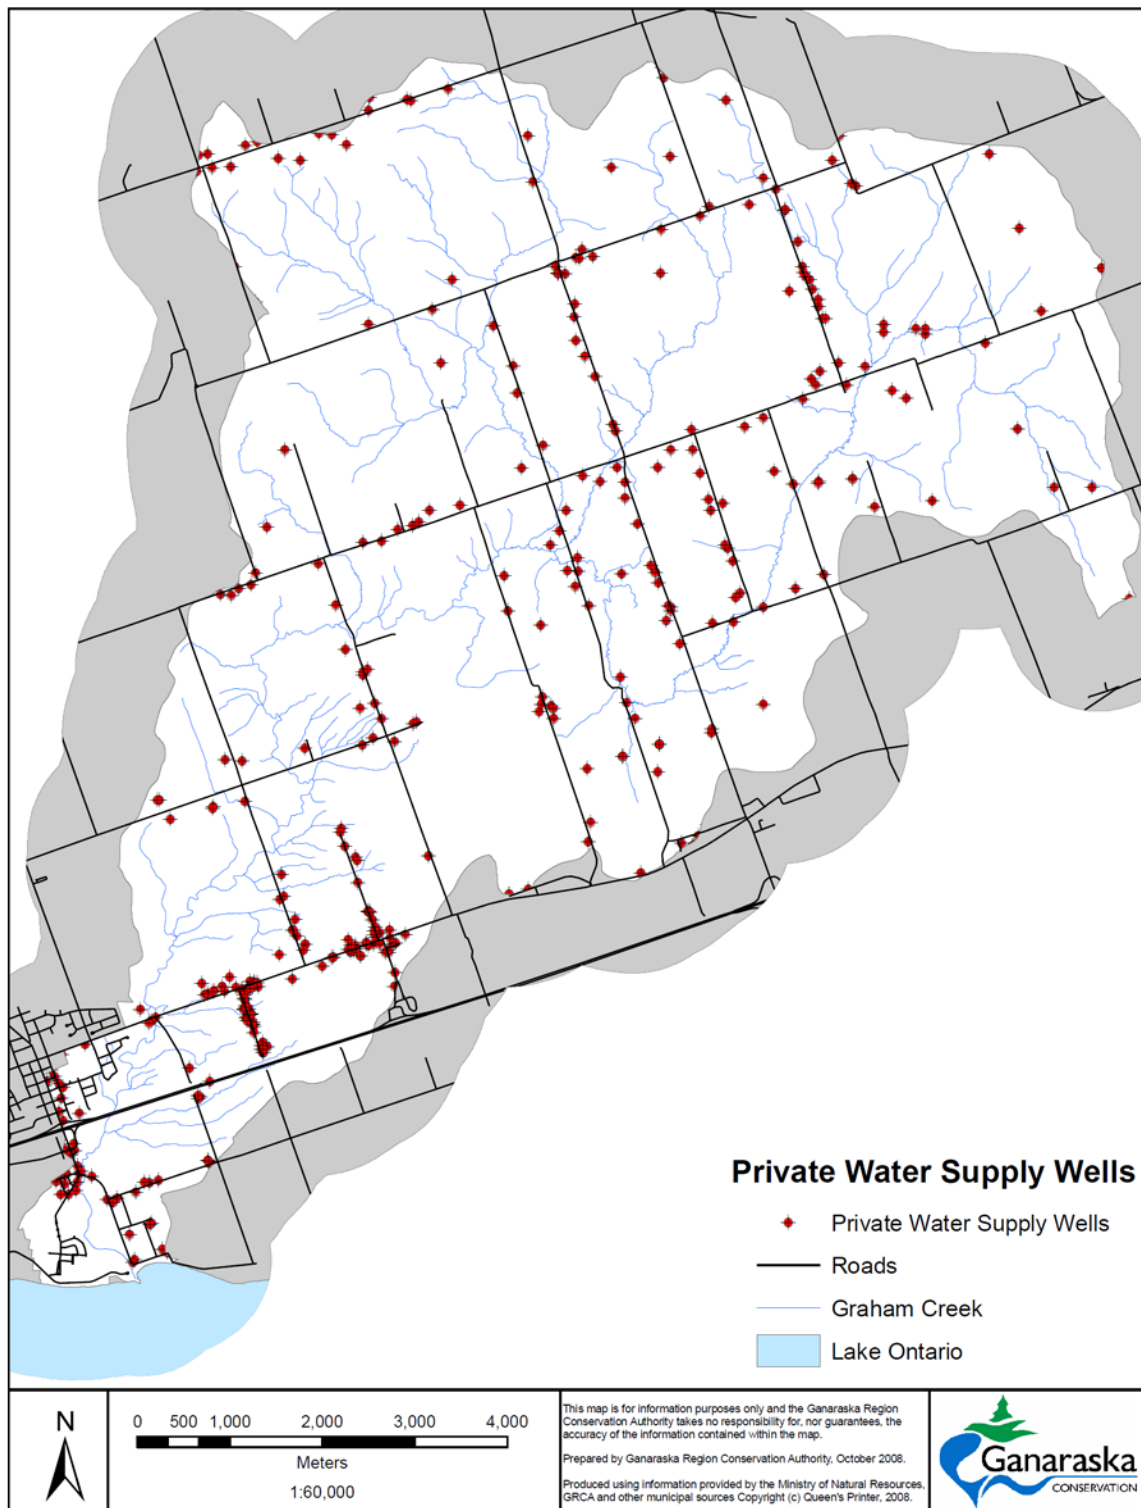 Private Water Supply Wells
Private Water Supply Wells
Roads
Graham Creek
Lake Ontario
N
0 500 1,000 2,000 3,000 4,000
Meters
1:60,000
This map is for information purposes only and the Ganaraska Region
Conservation Authority takes no responsibility for, nor guarantees, the
accuracy of the information contained within the map.
Prepared by Ganaraska Region Conservation Authority, October 2008.
Produced using information provided by the Ministry of Natural Resources,
GRCA and other municipal sources Copyright (c) Queen's Printer, 2008.
Ganaraska
CONSERVATION